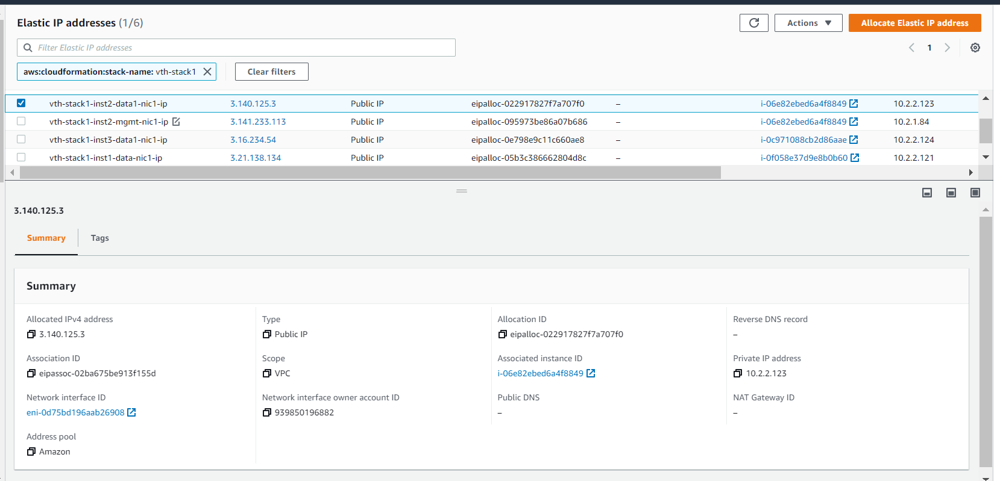 Elastic IP addresses (1/6)
Actions
Allocate Elastic IP address
Filter Elastic IP addresses
1
aws:cloudformation:stack-name: vth-stack1
Clear filters
vth-stack1-inst2-data1-nic1-ip 3.140.125.3 Public IP eipalloc-022917827f7a707f0 – i-06e82ebed6a4f8849 10.2.2.123
vth-stack1-inst2-mgmt-nic1-ip 3.141.233.113 Public IP eipalloc-095973be86a07b686 – i-06e82ebed6a4f8849 10.2.1.84
vth-stack1-inst3-data1-nic1-ip 3.16.234.54 Public IP eipalloc-0e798e9c11c660ae8 – i-0c971088cb2d86aae 10.2.2.124
vth-stack1-inst1-data-nic1-ip 3.21.138.134 Public IP eipalloc-05b3c386662804d8c – i-0f058e37d9e8b0b60 10.2.2.121
3.140.125.3
Summary Tags
Summary
Allocated IPv4 address Type Allocation ID Reverse DNS record
3.140.125.3 Public IP eipalloc-022917827f7a707f0 –
Association ID Scope Associated instance ID Private IP address
eipassoc-02ba675be913f155d VPC i-06e82ebed6a4f8849 10.2.2.123
Network interface ID Network interface owner account ID Public DNS NAT Gateway ID
eni-0d75bd196aab26908 939850196882 – –
Address pool
Amazon